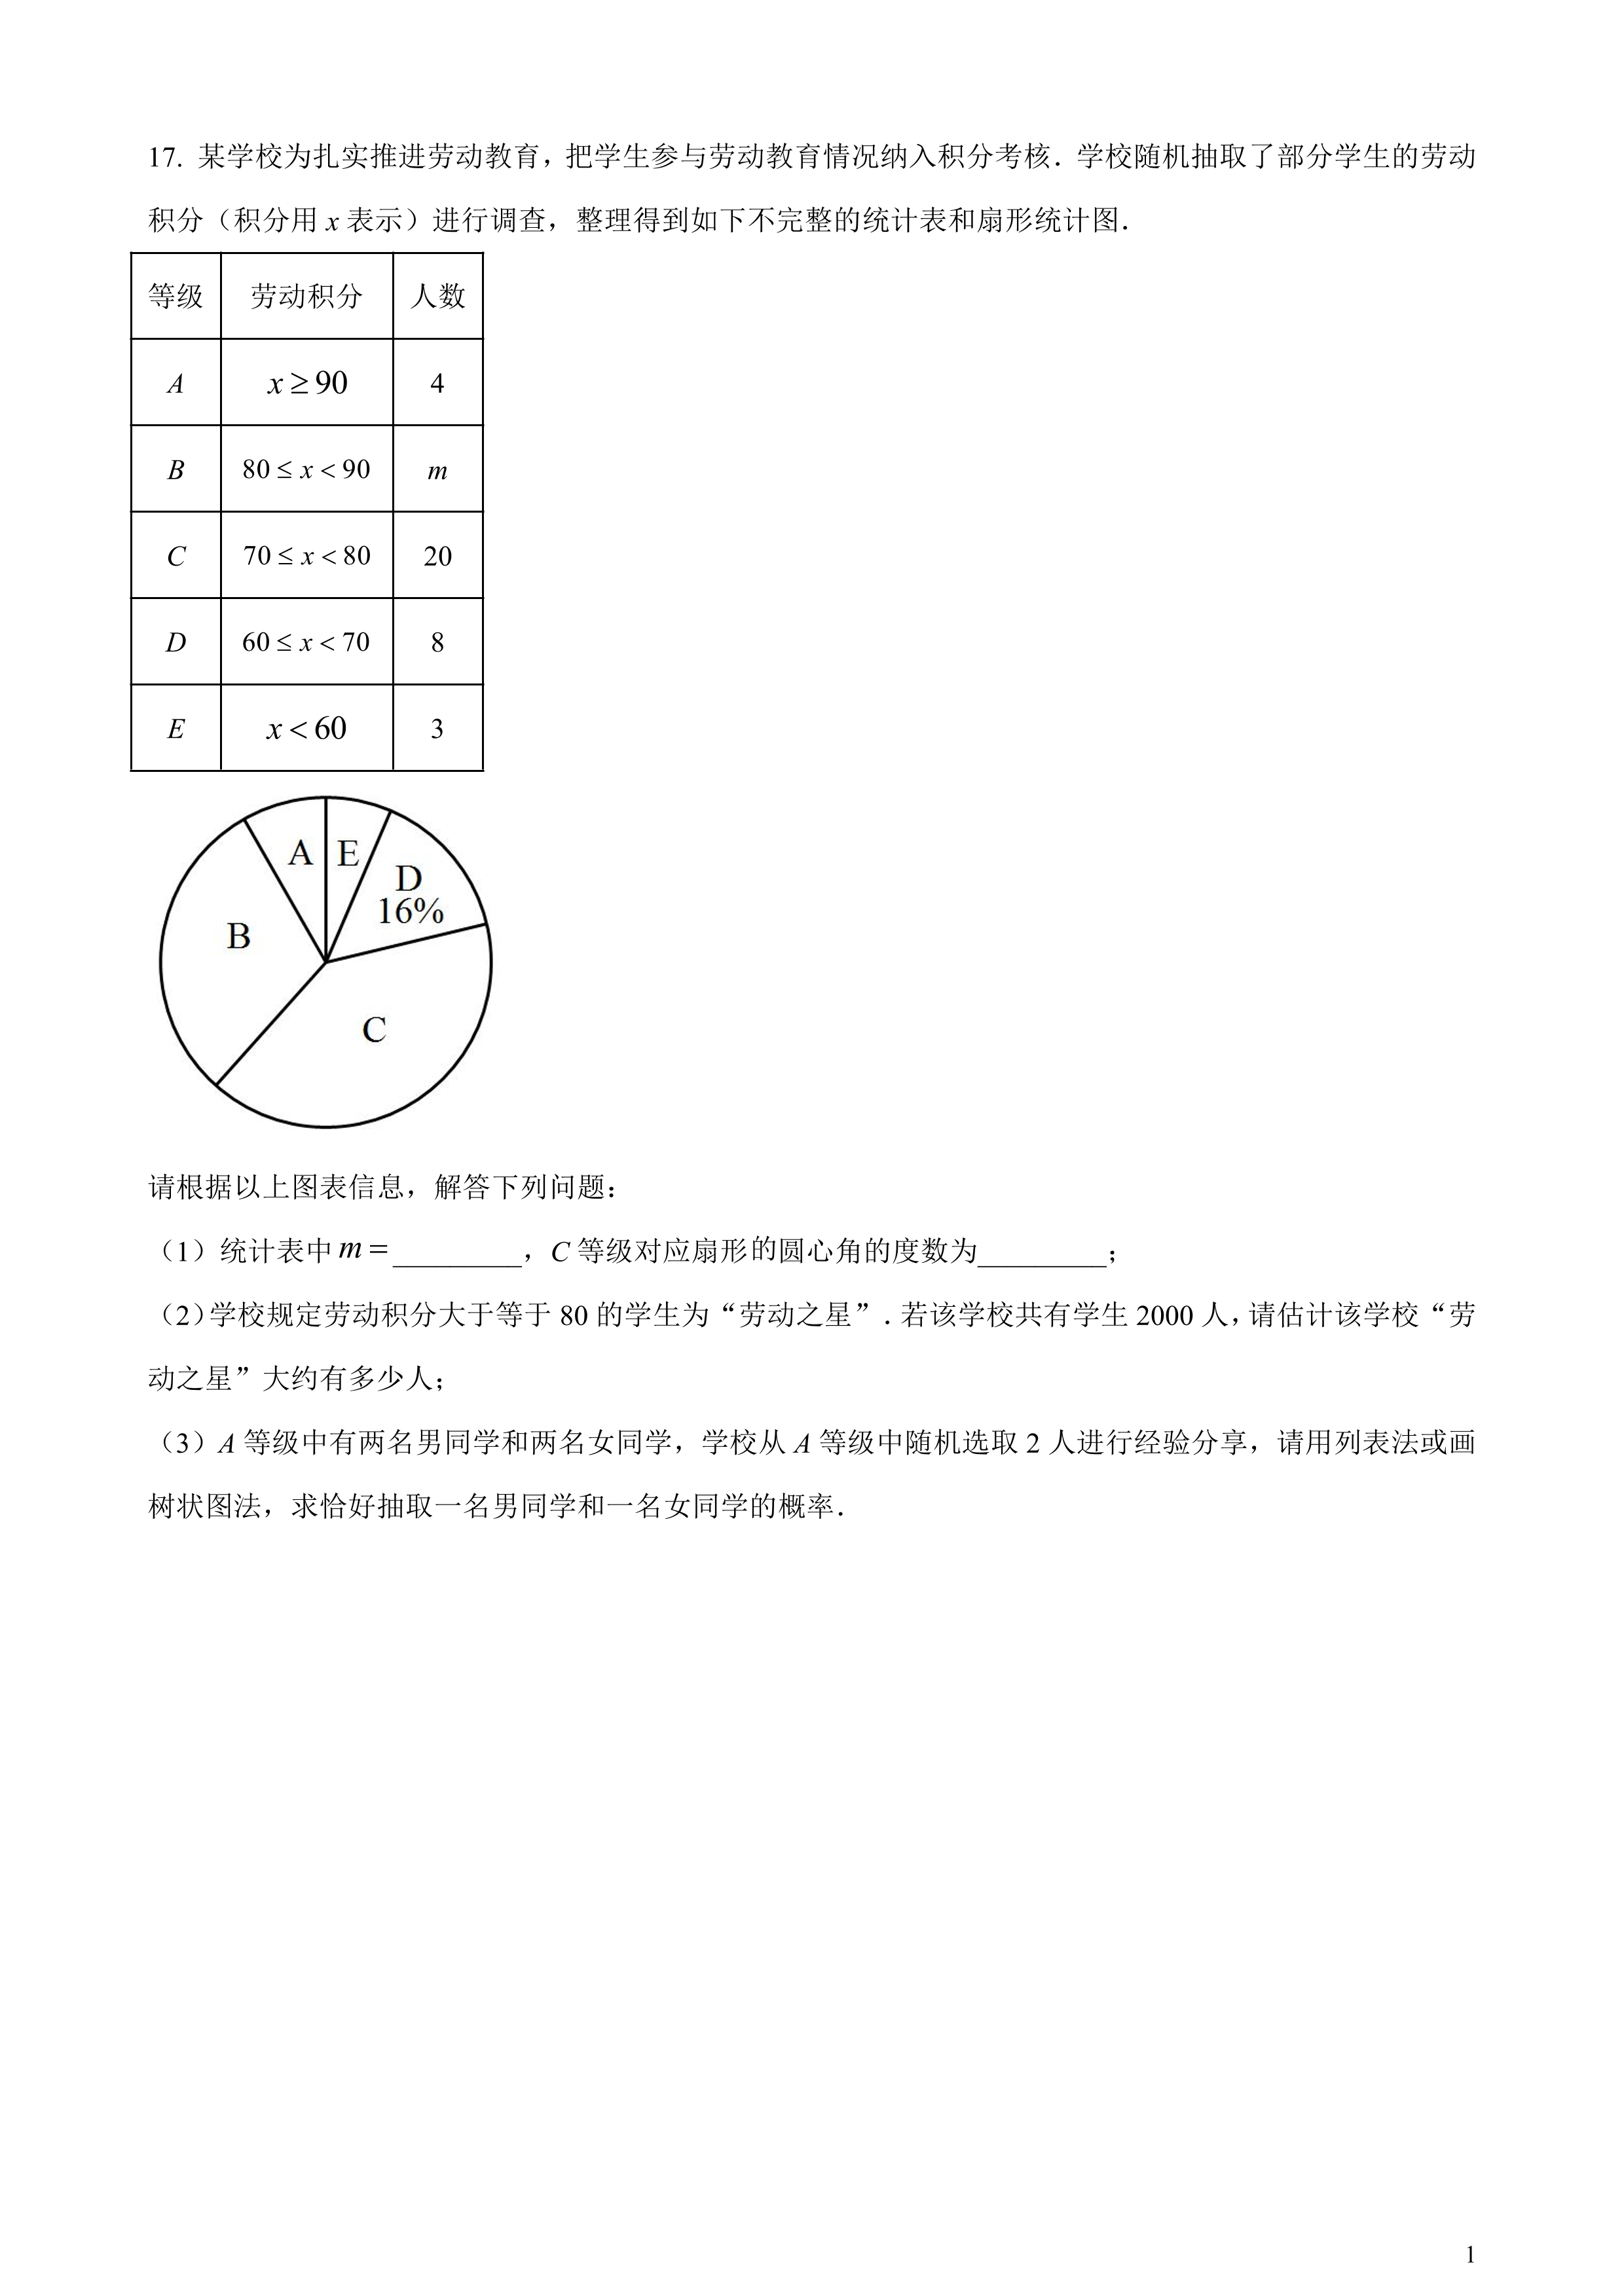 17. 某学校为扎实推进劳动教育，把学生参与劳动教育情况纳入积分考核．学校随机抽取了部分学生的劳动
积分（积分用 x 表示）进行调查，整理得到如下不完整的统计表和扇形统计图．
等级 劳动积分 人数
A x ≥ 90 4
B 80 ≤ x < 90 m
C 70 ≤ x < 80 20
D 60 ≤ x < 70 8
E x < 60 3
A E
D
16%
B
C
请根据以上图表信息，解答下列问题：
（1）统计表中 m = _________，C 等级对应扇形的圆心角的度数为_________；
（2）学校规定劳动积分大于等于 80 的学生为“劳动之星”．若该学校共有学生 2000 人，请估计该学校“劳
动之星”大约有多少人；
（3）A 等级中有两名男同学和两名女同学，学校从 A 等级中随机选取 2 人进行经验分享，请用列表法或画
树状图法，求恰好抽取一名男同学和一名女同学的概率．
1